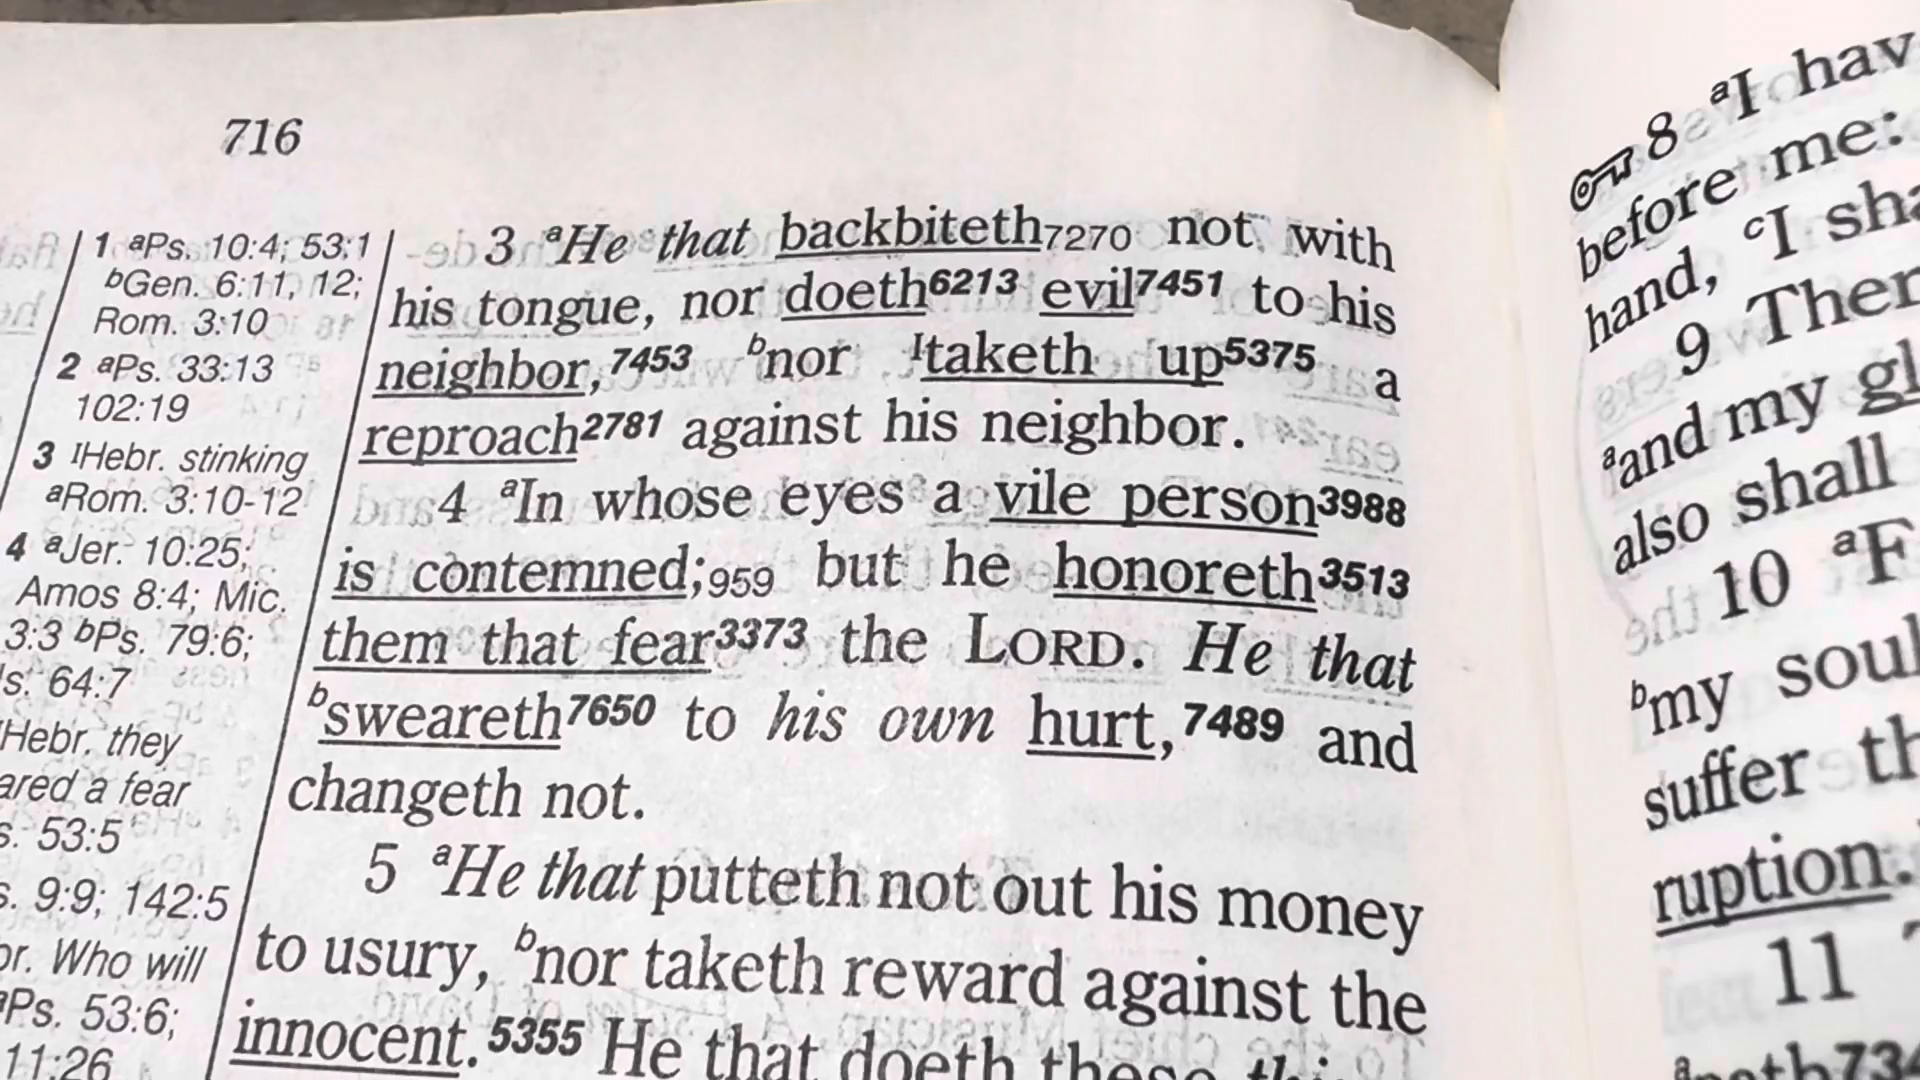 716
1 aPs. 10:4; 53:1
bGen. 6:11, 12;
Rom. 3:10
2 aPs. 33:13
102:19
3 IHebr. stinking
aRom. 3:10-12
4 aJer. 10:25;
Amos 8:4; Mic.
3:3 bPs. 79:6;
64:7
Hebr. they
a fear
53:5
9:9; 142:5
Who will
aPs. 53:6;
11:26
3 aHe that backbiteth7270 not with
his tongue, nor doeth6213 evil7451 to his
neighbor,7453 bnor Itaketh up5375 a
reproach2781 against his neighbor.
4 aIn whose eyes a vile person3988
is contemned;959 but he honoreth3513
them that fear3373 the LORD. He that
bsweareth7650 to his own hurt,7489 and
changeth not.
5 aHe that putteth not out his money
to usury, bnor taketh reward against the
innocent.5355 He that doeth these
8 aI hav
before me:
hand, cI sha
9 Ther
aand my gl
also shall
10 aF
bmy soul
suffer th
ruption.
11